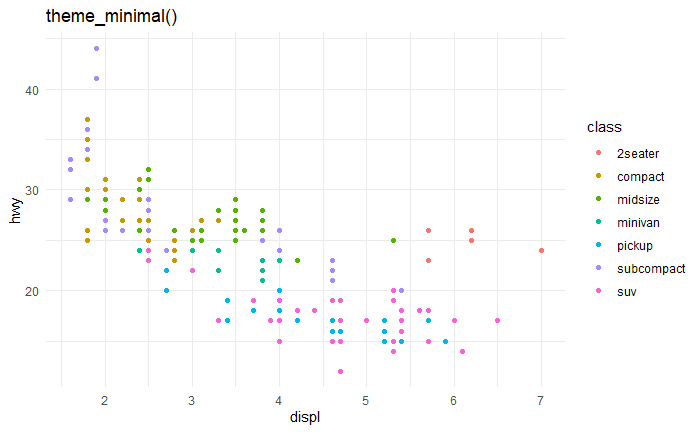 theme_minimal()
hwy
40
30
20
2
3
4
5
6
7
displ
class
2seater
compact
midsize
minivan
pickup
subcompact
suv